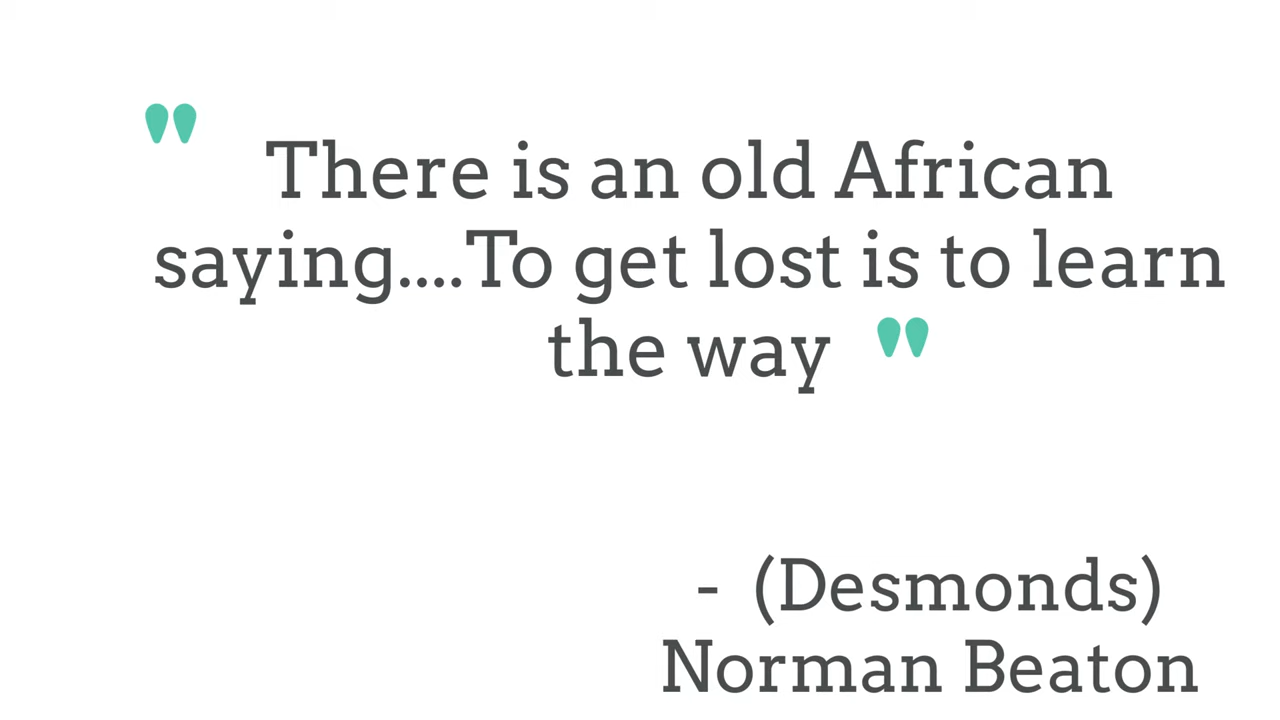 " There is an old African
saying....To get lost is to learn
the way "
- (Desmonds)
Norman Beaton